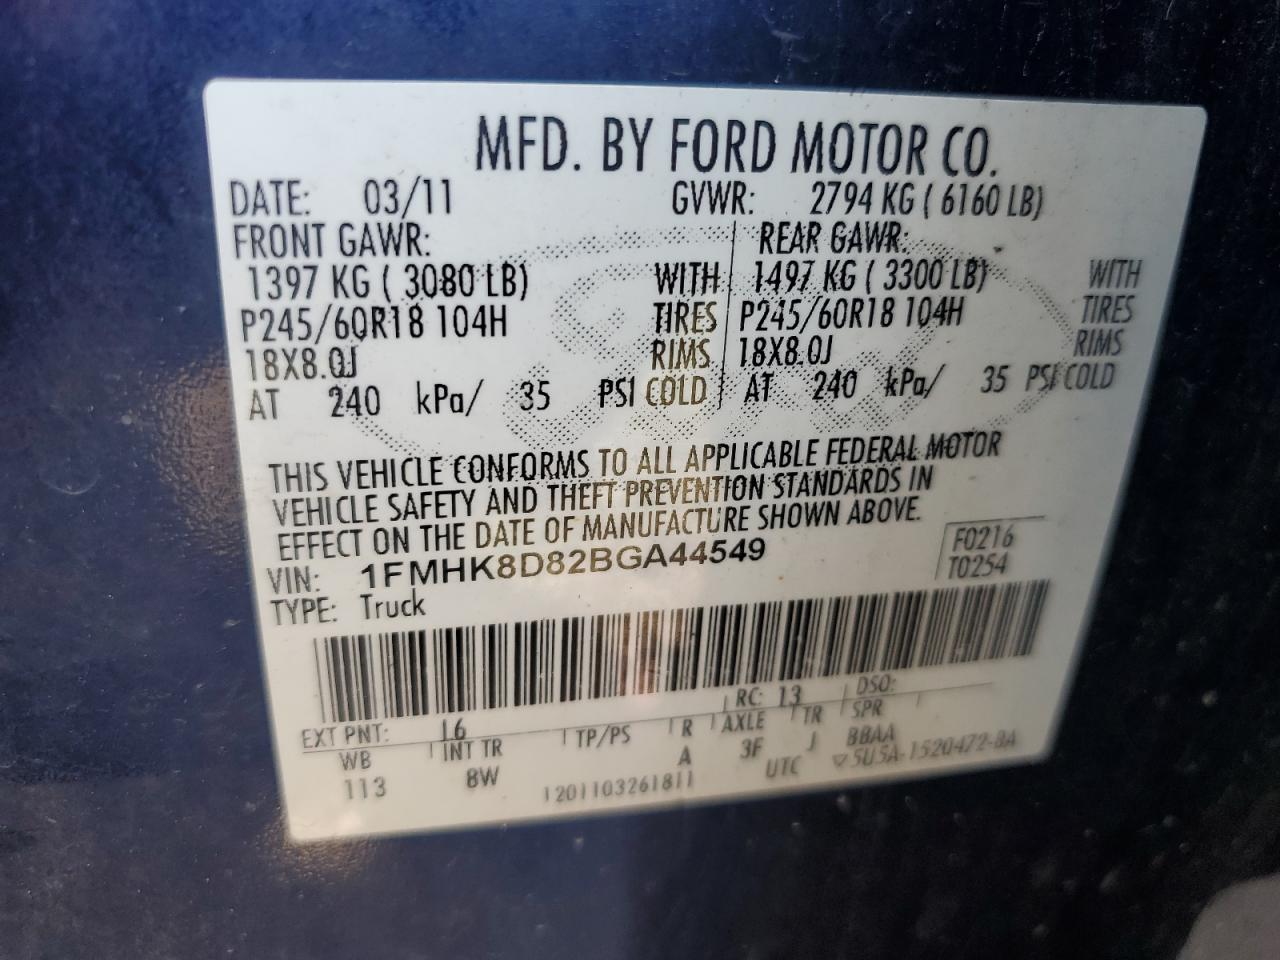 MFD. BY FORD MOTOR CO.
DATE: 03/11 GVWR: 2794 KG ( 6160 LB)
FRONT GAWR: REAR GAWR:
1397 KG ( 3080 LB) WITH 1497 KG ( 3300 LB) WITH
P245/60R18 104H TIRES P245/60R18 104H TIRES
18X8.0J RIMS 18X8.0J RIMS
AT 240 kPa/ 35 PSI COLD AT 240 kPa/ 35 PSI COLD
THIS VEHICLE CONFORMS TO ALL APPLICABLE FEDERAL MOTOR
VEHICLE SAFETY AND THEFT PREVENTION STANDARDS IN
EFFECT ON THE DATE OF MANUFACTURE SHOWN ABOVE.
VIN: 1FMHK8D82BGA44549 F0216
TYPE: Truck T0254
EXT PNT: L6 RC: 13 DSO:
WB INT TR TP/PS R AXLE TR SPR
113 8W A 3F J BBAA
1201103261811 UTC 5U5A-1520472-BA